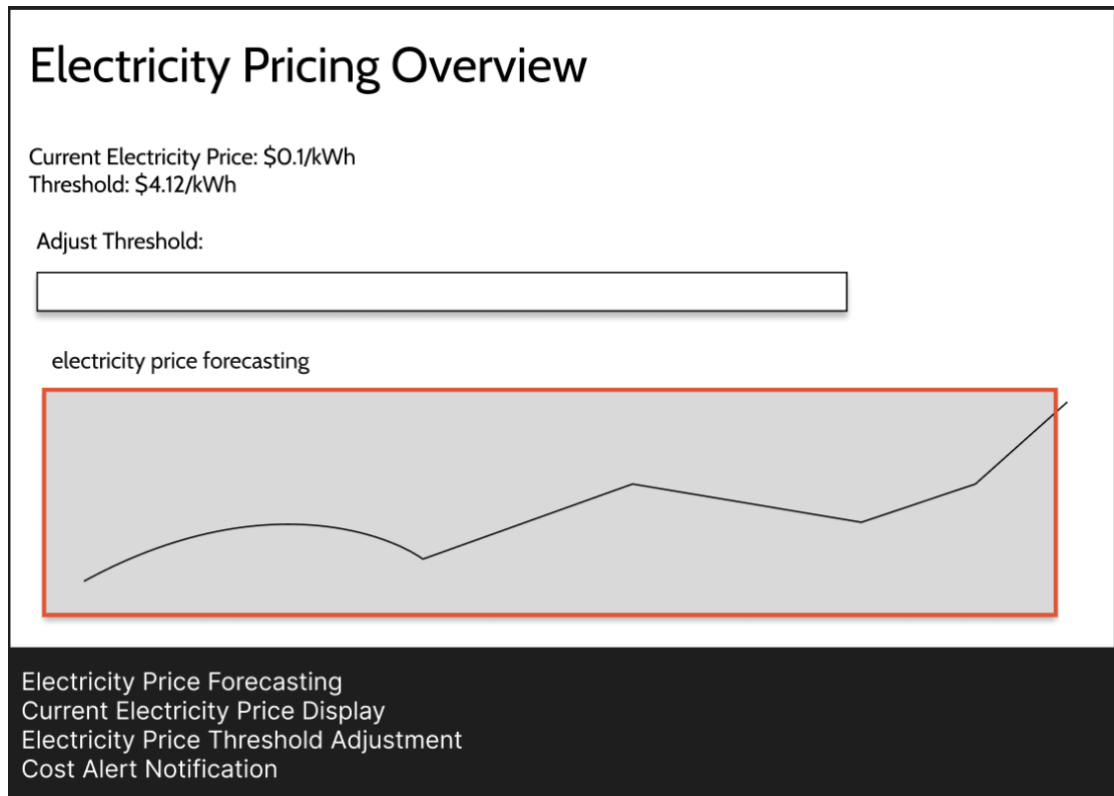 Electricity Pricing Overview
Current Electricity Price: $0.1/kWh
Threshold: $4.12/kWh
Adjust Threshold:
electricity price forecasting
Electricity Price Forecasting
Current Electricity Price Display
Electricity Price Threshold Adjustment
Cost Alert Notification